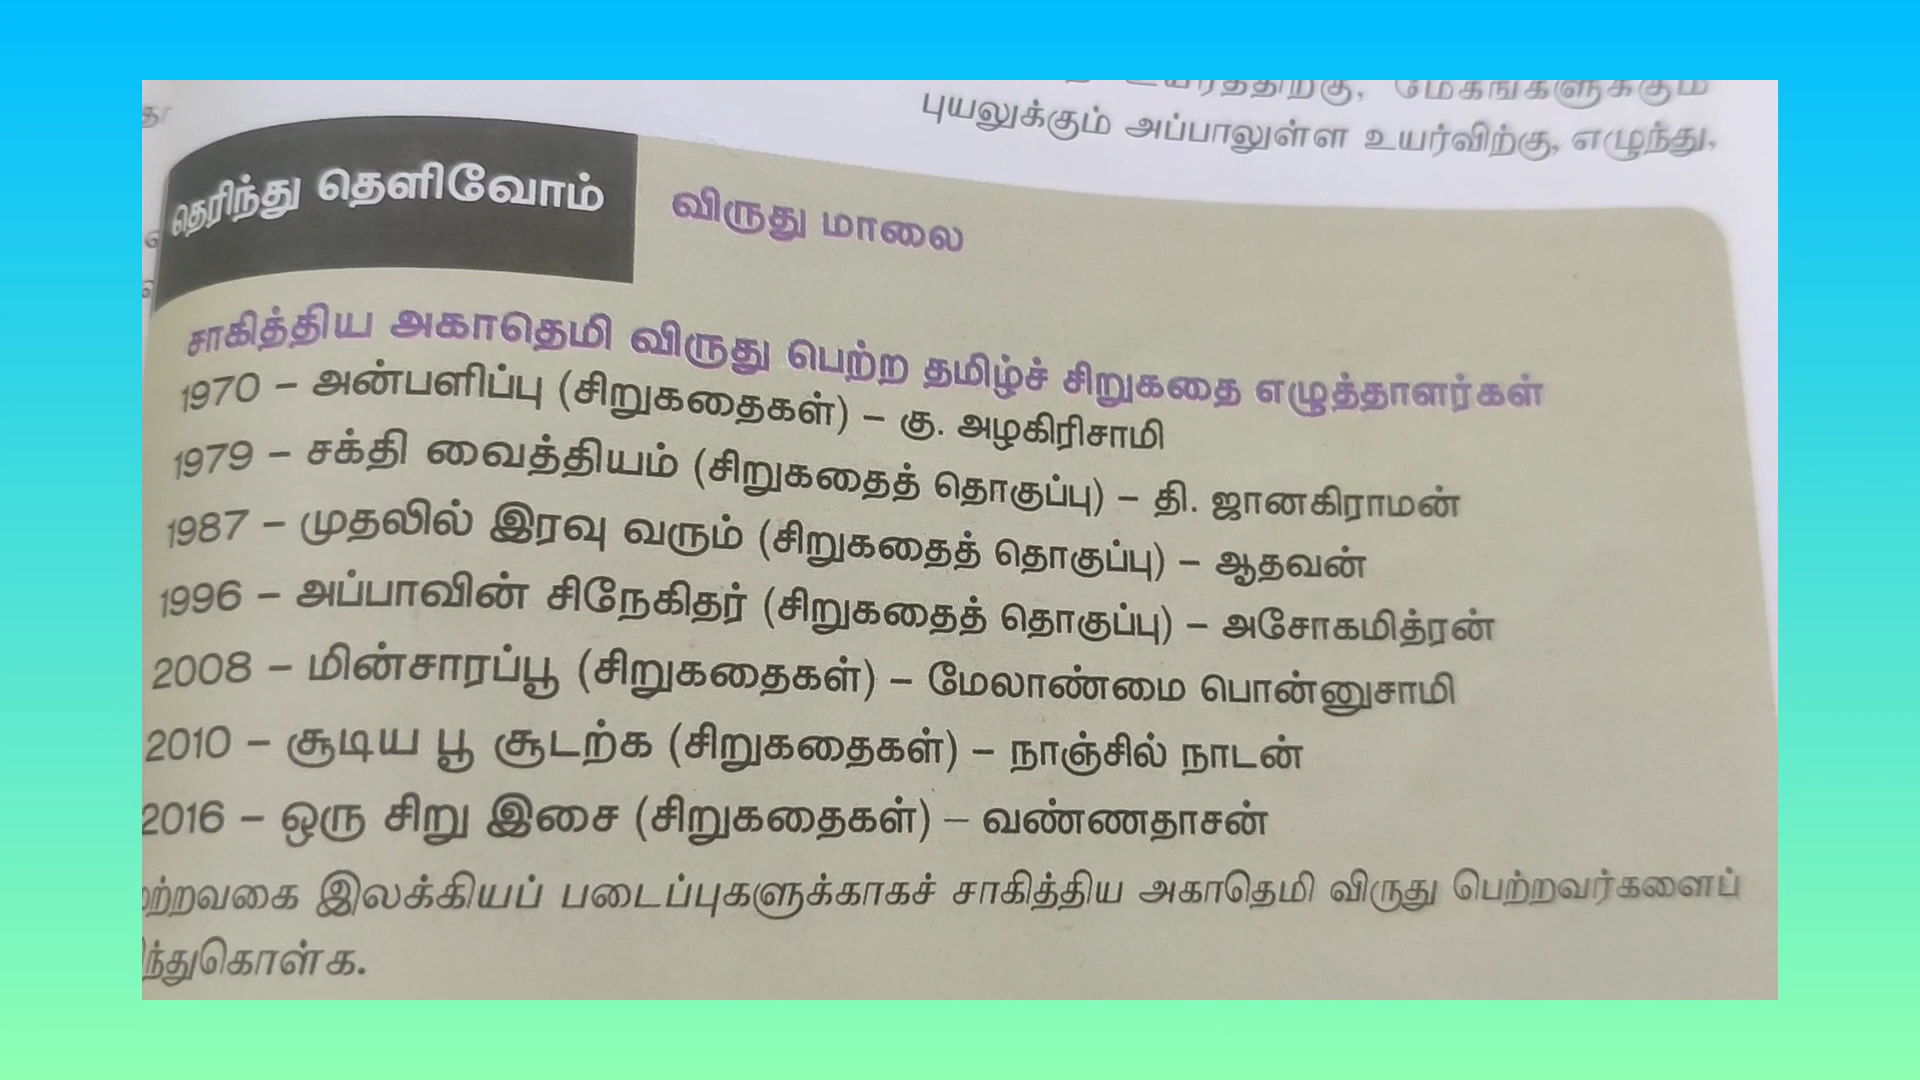 மேகங்களுக்கும்
புயலுக்கும் அப்பாலுள்ள உயர்விற்கு, எழுந்து,
தெரிந்து தெளிவோம்
விருது மாலை
சாகித்திய அகாதெமி விருது பெற்ற தமிழ்ச் சிறுகதை எழுத்தாளர்கள்
1970 – அன்பளிப்பு (சிறுகதைகள்) – கு. அழகிரிசாமி
1979 – சக்தி வைத்தியம் (சிறுகதைத் தொகுப்பு) – தி. ஜானகிராமன்
1987 – முதலில் இரவு வரும் (சிறுகதைத் தொகுப்பு) – ஆதவன்
1996 – அப்பாவின் சிநேகிதர் (சிறுகதைத் தொகுப்பு) – அசோகமித்ரன்
2008 – மின்சாரப்பூ (சிறுகதைகள்) – மேலாண்மை பொன்னுசாமி
2010 – சூடிய பூ சூடற்க (சிறுகதைகள்) – நாஞ்சில் நாடன்
2016 – ஒரு சிறு இசை (சிறுகதைகள்) – வண்ணதாசன்
இலக்கியப் படைப்புகளுக்காகச் சாகித்திய அகாதெமி விருது பெற்றவர்களைப்